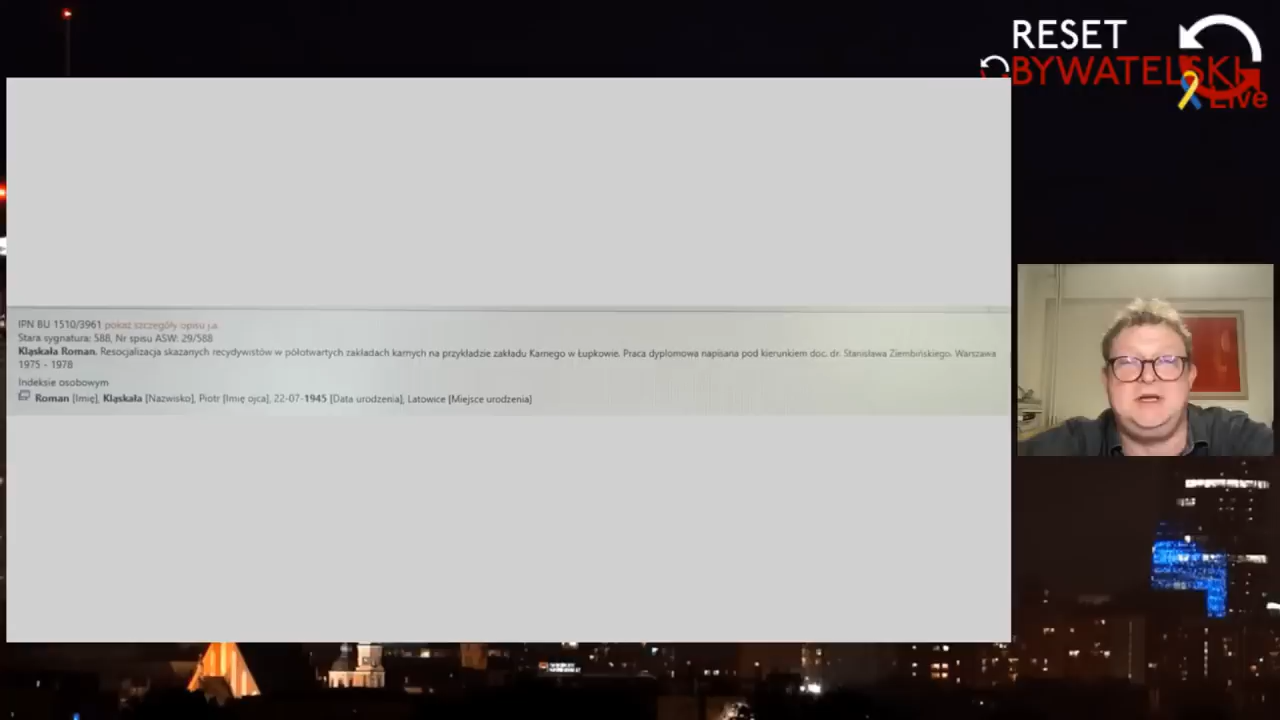 RESET
OBYWATELSKI
Live
IPN BU 1510/3961 pokaż szczegóły opisu j.a.
Stara sygnatura: 588, Nr spisu ASW: 29/588
Kląskała Roman. Resocjalizacja skazanych recydywistów w półotwartych zakładach karnych na przykładzie zakładu Karnego w Łupkowie. Praca dyplomowa napisana pod kierunkiem doc. dr. Stanisława Ziembińskiego. Warszawa
1975 - 1978
Indeksie osobowym
Roman [Imię], Kląskała [Nazwisko], Piotr [Imię ojca], 22-07-1945 [Data urodzenia], Latowice [Miejsce urodzenia]